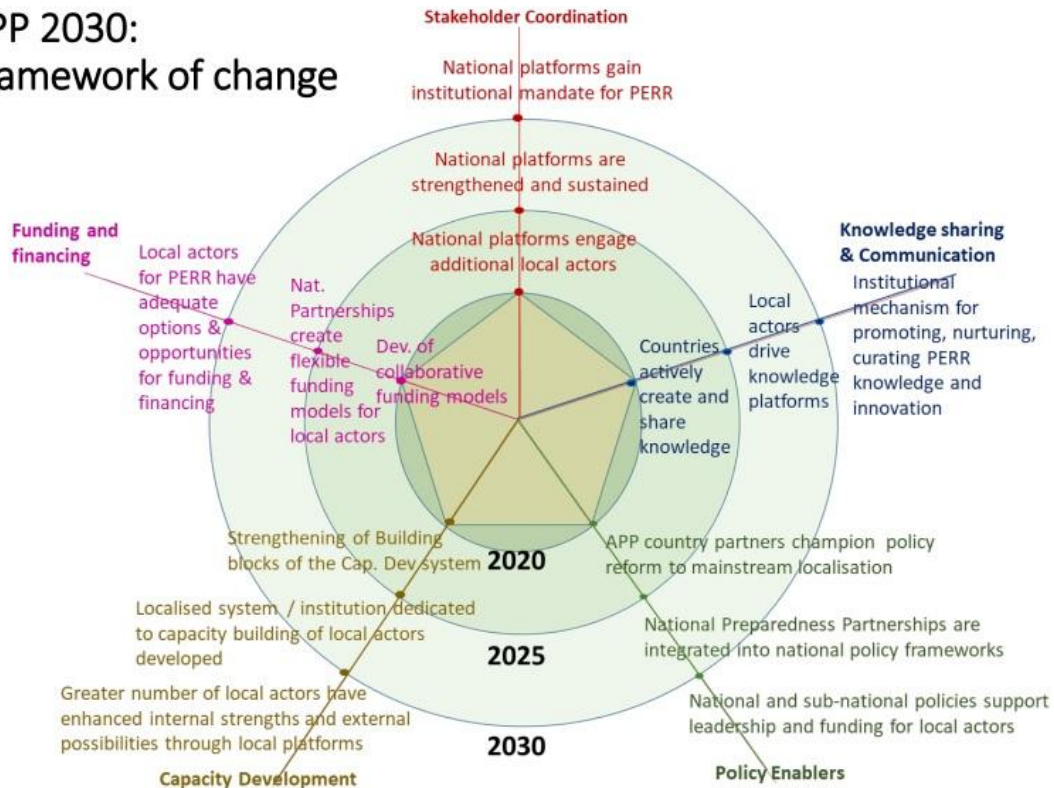 PP 2030:
ramework of change
Stakeholder Coordination
National platforms gain
institutional mandate for PERR
National platforms are
strengthened and sustained
National platforms engage
additional local actors
Funding and
financing
Local actors
for PERR have
adequate
options &
opportunities
for funding &
financing
Nat.
Partnerships
create
flexible
funding
models for
local actors
Dev. of
collaborative
funding models
Knowledge sharing
& Communication
Institutional
mechanism for
promoting, nurturing,
curating PERR
knowledge and
innovation
Local
actors
drive
knowledge
platforms
Countries
actively
create and
share
knowledge
Strengthening of Building
blocks of the Cap. Dev system
2020
APP country partners champion policy
reform to mainstream localisation
Localised system / institution dedicated
to capacity building of local actors
developed
2025
National Preparedness Partnerships are
integrated into national policy frameworks
Greater number of local actors have
enhanced internal strengths and external
possibilities through local platforms
2030
National and sub-national policies support
leadership and funding for local actors
Capacity Development
Policy Enablers